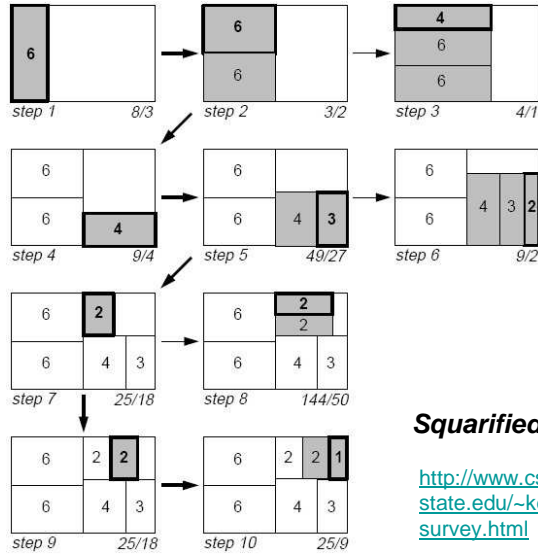 6 6 4
6 6
6
step 1 8/3 step 2 3/2 step 3 4/1
6 6 6
6 4 6 4 3 6 4 3 2
step 4 9/4 step 5 49/27 step 6 9/2
6 2 6 2
2
6 4 3 6 4 3
step 7 25/18 step 8 144/50
Squarified
6 2 2 6 2 2 1
6 4 3 6 4 3
step 9 25/18 step 10 25/9
http://www.cs
state.edu/~k
survey.html